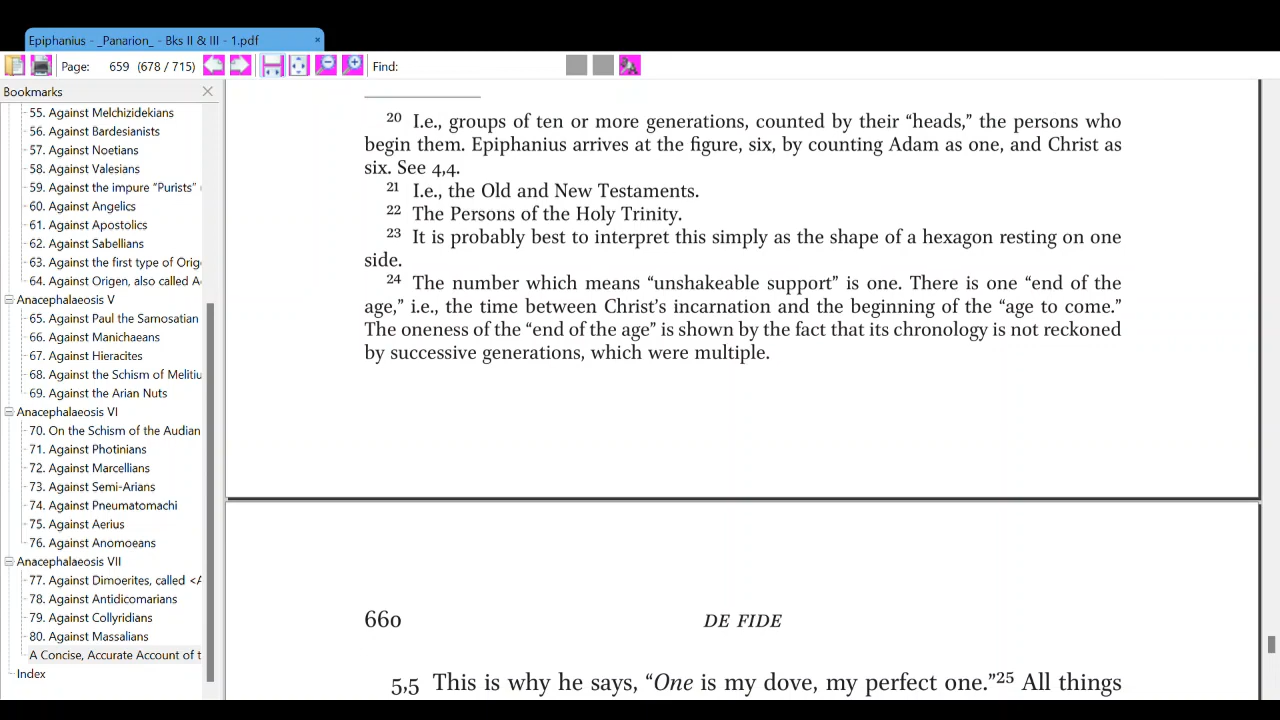 Epiphanius - _Panarion_ - Bks II & III - 1.pdf ×
Page: 659 (678 / 715) Find:
Bookmarks
55. Against Melchizidekians
56. Against Bardesianists
57. Against Noetians
58. Against Valesians
59. Against the impure “Purists”
60. Against Angelics
61. Against Apostolics
62. Against Sabellians
63. Against the first type of Orig
64. Against Origen, also called A
Anacephalaeosis V
65. Against Paul the Samosatian
66. Against Manichaeans
67. Against Hieracites
68. Against the Schism of Melitiu
69. Against the Arian Nuts
Anacephalaeosis VI
70. On the Schism of the Audian
71. Against Photinians
72. Against Marcellians
73. Against Semi-Arians
74. Against Pneumatomachi
75. Against Aerius
76. Against Anomoeans
Anacephalaeosis VII
77. Against Dimoerites, called <A
78. Against Antidicomarians
79. Against Collyridians
80. Against Massalians
A Concise, Accurate Account of t
Index
20 I.e., groups of ten or more generations, counted by their “heads,” the persons who
begin them. Epiphanius arrives at the figure, six, by counting Adam as one, and Christ as
six. See 4,4.
21 I.e., the Old and New Testaments.
22 The Persons of the Holy Trinity.
23 It is probably best to interpret this simply as the shape of a hexagon resting on one
side.
24 The number which means “unshakeable support” is one. There is one “end of the
age,” i.e., the time between Christ’s incarnation and the beginning of the “age to come.”
The oneness of the “end of the age” is shown by the fact that its chronology is not reckoned
by successive generations, which were multiple.
660 DE FIDE
5,5 This is why he says, “One is my dove, my perfect one.”25 All things